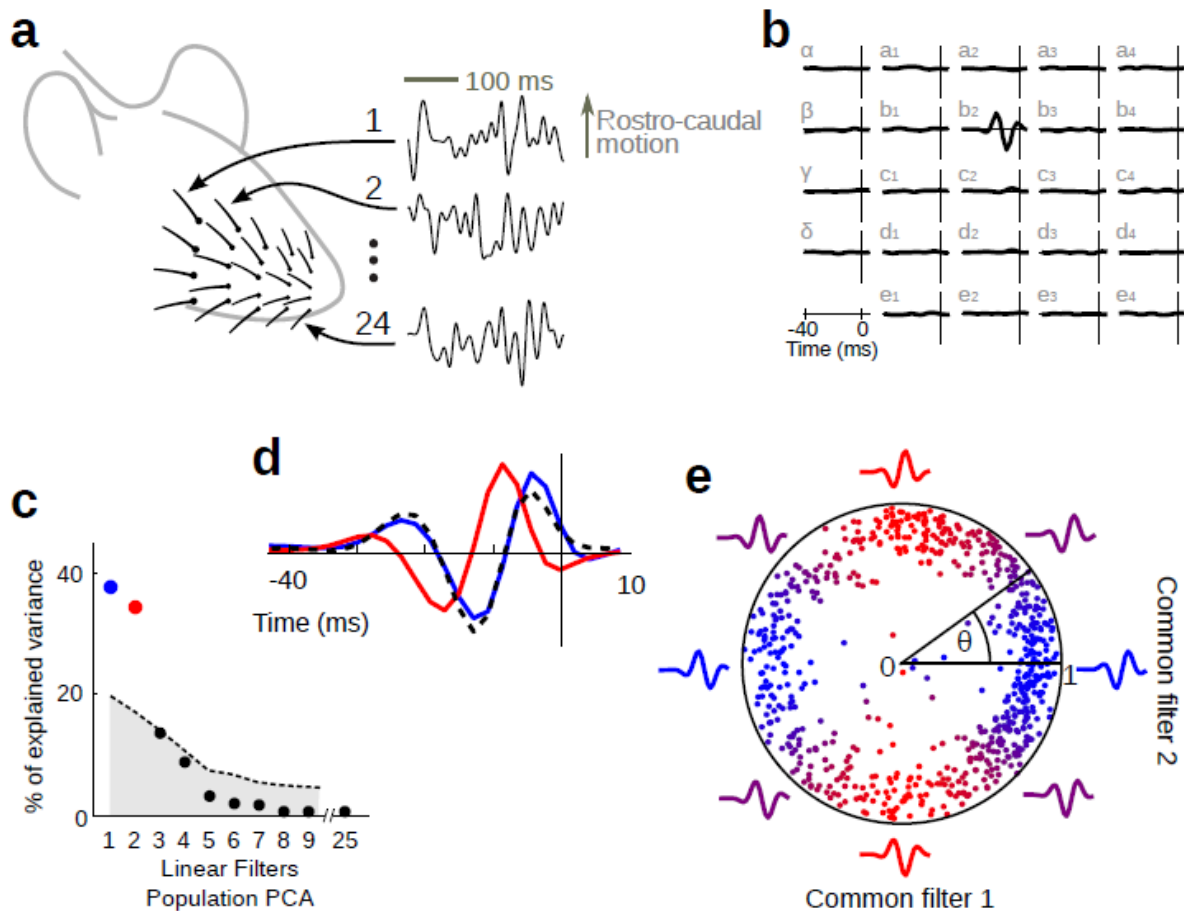 a
100 ms
1
Rostro-caudal
motion
2
24
b
α a1 a2 a3 a4
β b1 b2 b3 b4
γ c1 c2 c3 c4
δ d1 d2 d3 d4
e1 e2 e3 e4
-40 0
Time (ms)
c
% of explained variance
40
20
0
1 2 3 4 5 6 7 8 9 25
Linear Filters
Population PCA
d
-40 10
Time (ms)
e
θ
0
1
Common filter 2
Common filter 1